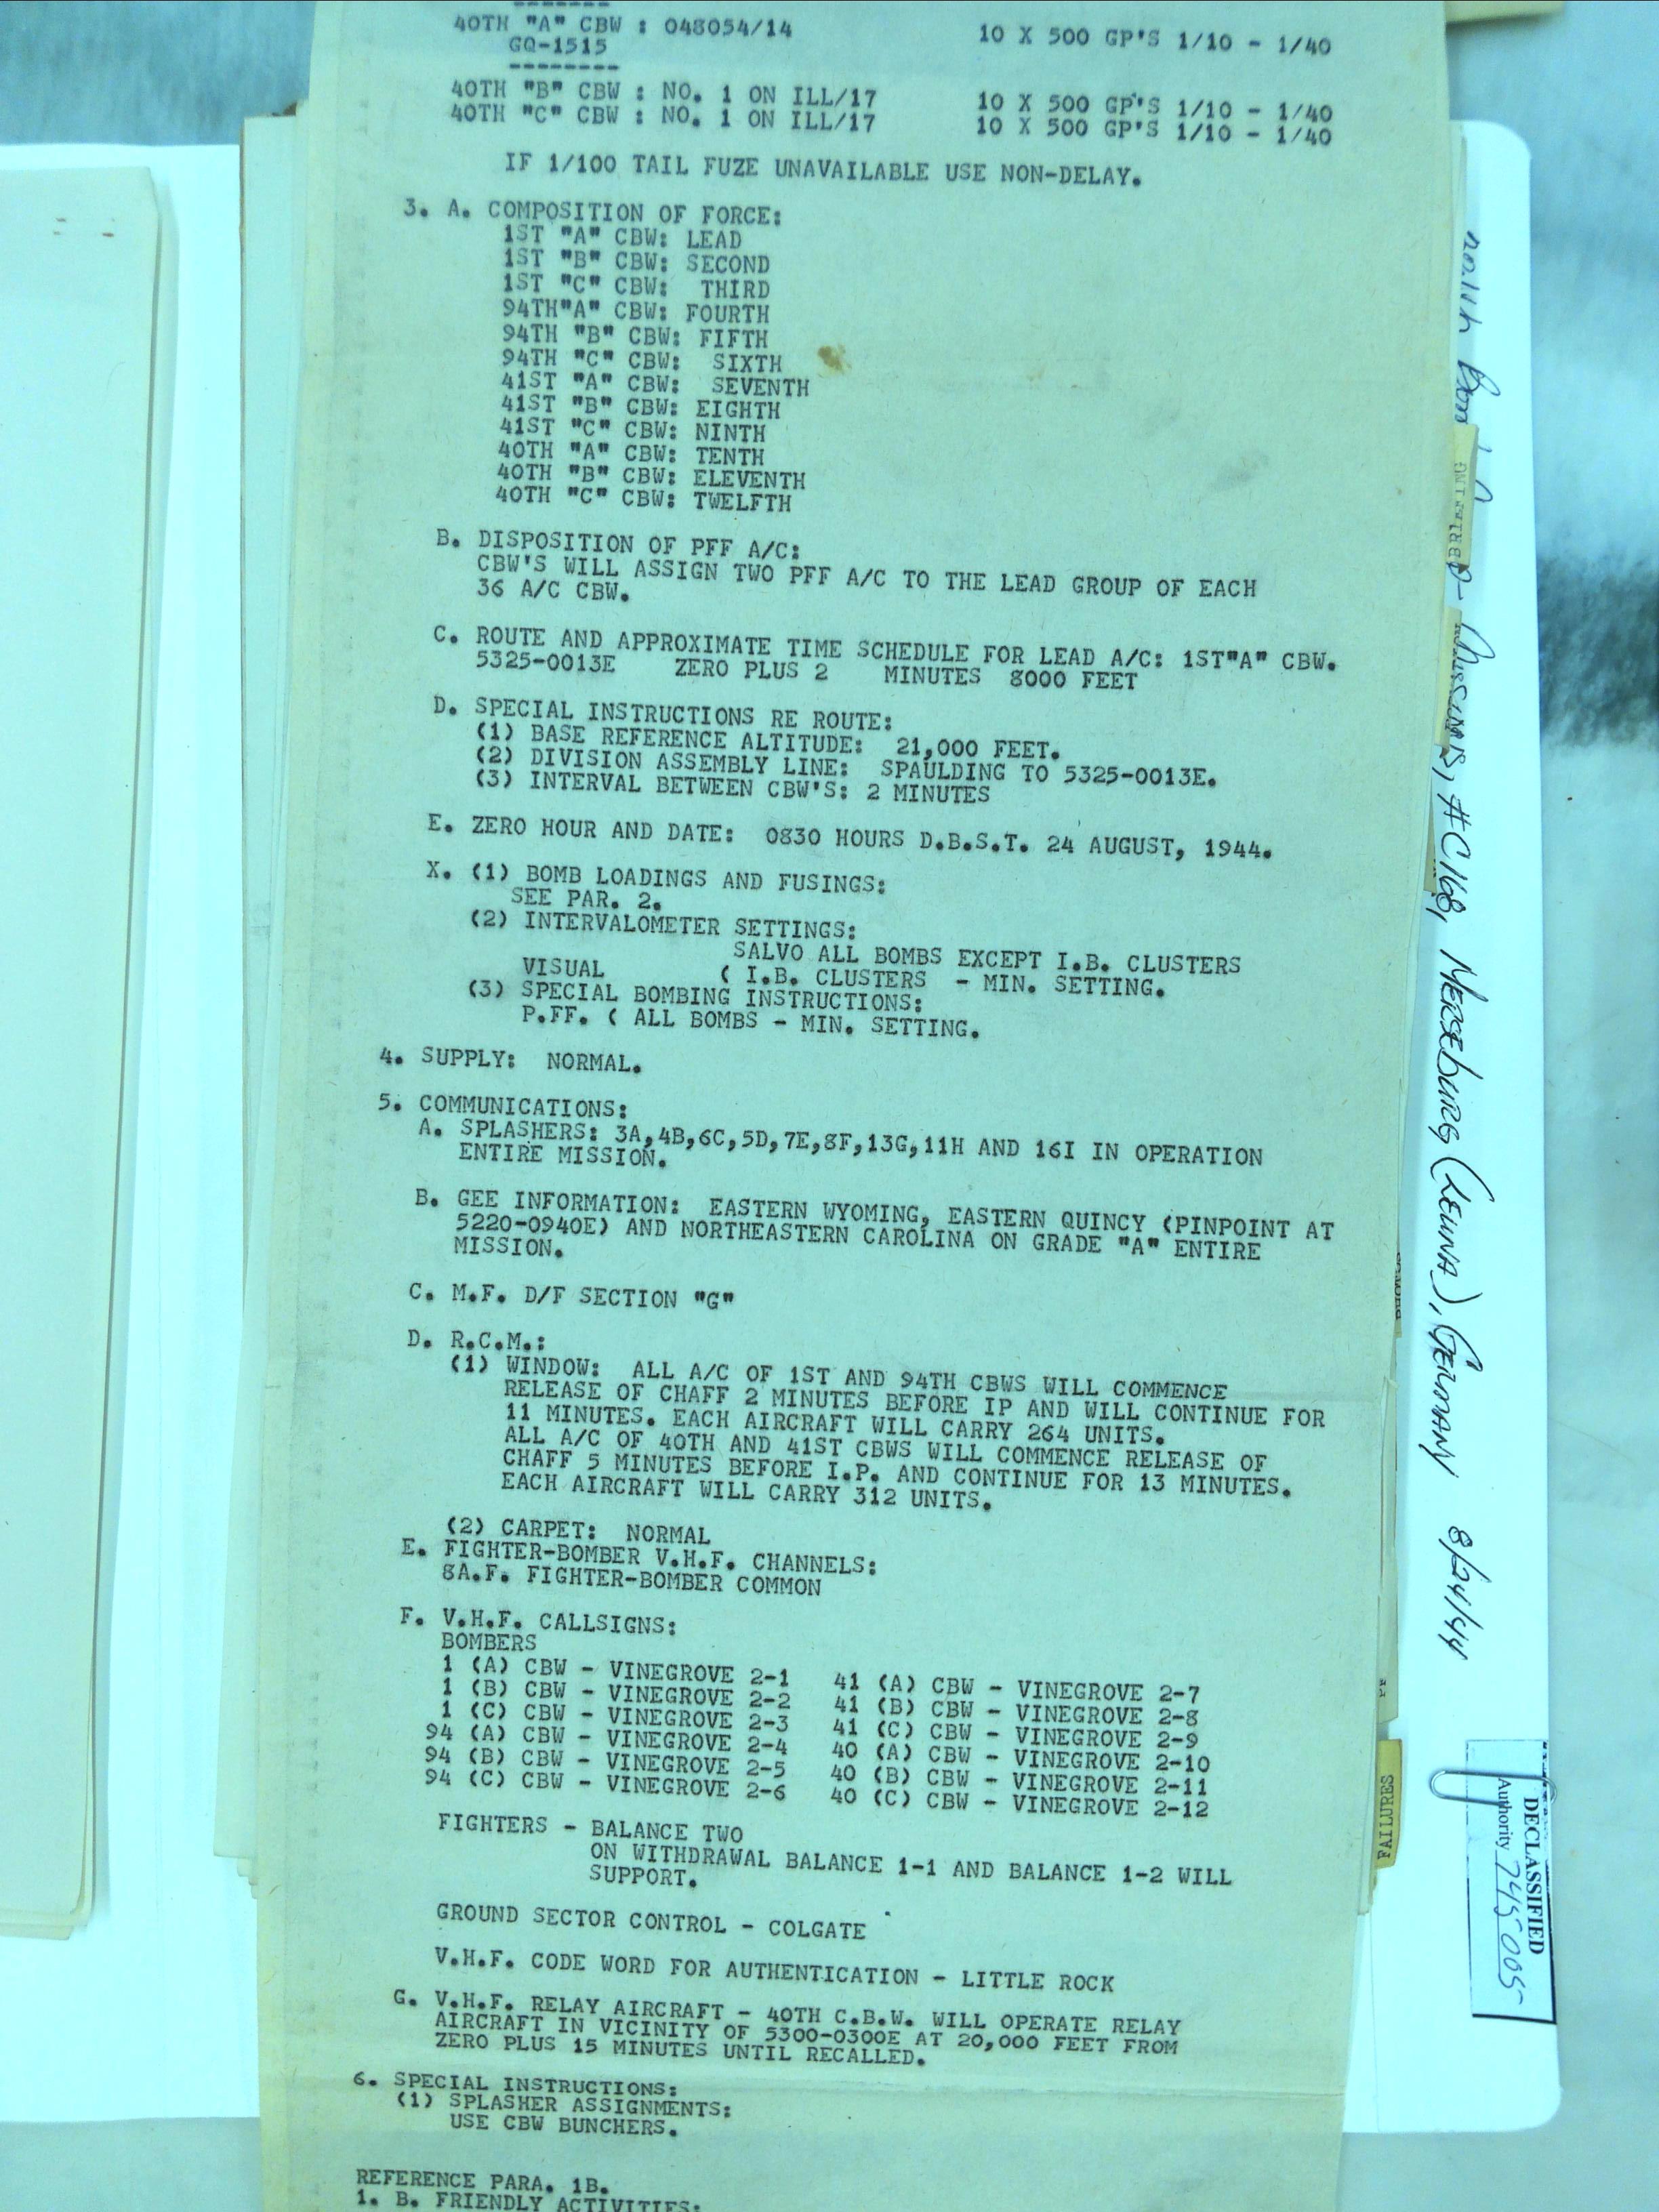 40TH "A" CBW : 048054/14 10 X 500 GP'S 1/10 - 1/40
GQ-1515
--------
40TH "B" CBW : NO. 1 ON ILL/17 10 X 500 GP'S 1/10 - 1/40
40TH "C" CBW : NO. 1 ON ILL/17 10 X 500 GP'S 1/10 - 1/40
IF 1/100 TAIL FUZE UNAVAILABLE USE NON-DELAY.
3. A. COMPOSITION OF FORCE:
1ST "A" CBW: LEAD
1ST "B" CBW: SECOND
1ST "C" CBW: THIRD
94TH"A" CBW: FOURTH
94TH "B" CBW: FIFTH
94TH "C" CBW: SIXTH
41ST "A" CBW: SEVENTH
41ST "B" CBW: EIGHTH
41ST "C" CBW: NINTH
40TH "A" CBW: TENTH
40TH "B" CBW: ELEVENTH
40TH "C" CBW: TWELFTH
B. DISPOSITION OF PFF A/C:
CBW'S WILL ASSIGN TWO PFF A/C TO THE LEAD GROUP OF EACH
36 A/C CBW.
C. ROUTE AND APPROXIMATE TIME SCHEDULE FOR LEAD A/C: 1ST"A" CBW.
5325-0013E ZERO PLUS 2 MINUTES 8000 FEET
D. SPECIAL INSTRUCTIONS RE ROUTE:
(1) BASE REFERENCE ALTITUDE: 21,000 FEET.
(2) DIVISION ASSEMBLY LINE: SPAULDING TO 5325-0013E.
(3) INTERVAL BETWEEN CBW'S: 2 MINUTES
E. ZERO HOUR AND DATE: 0830 HOURS D.B.S.T. 24 AUGUST, 1944.
X. (1) BOMB LOADINGS AND FUSINGS:
SEE PAR. 2.
(2) INTERVALOMETER SETTINGS:
SALVO ALL BOMBS EXCEPT I.B. CLUSTERS
VISUAL ( I.B. CLUSTERS - MIN. SETTING.
(3) SPECIAL BOMBING INSTRUCTIONS:
P.FF. ( ALL BOMBS - MIN. SETTING.
4. SUPPLY: NORMAL.
5. COMMUNICATIONS:
A. SPLASHERS: 3A,4B,6C,5D,7E,8F,13G,11H AND 16I IN OPERATION
ENTIRE MISSION.
B. GEE INFORMATION: EASTERN WYOMING, EASTERN QUINCY (PINPOINT AT
5220-0940E) AND NORTHEASTERN CAROLINA ON GRADE "A" ENTIRE
MISSION.
C. M.F. D/F SECTION "G"
D. R.C.M.:
(1) WINDOW: ALL A/C OF 1ST AND 94TH CBWS WILL COMMENCE
RELEASE OF CHAFF 2 MINUTES BEFORE IP AND WILL CONTINUE FOR
11 MINUTES. EACH AIRCRAFT WILL CARRY 264 UNITS.
ALL A/C OF 40TH AND 41ST CBWS WILL COMMENCE RELEASE OF
CHAFF 5 MINUTES BEFORE I.P. AND CONTINUE FOR 13 MINUTES.
EACH AIRCRAFT WILL CARRY 312 UNITS.
(2) CARPET: NORMAL
E. FIGHTER-BOMBER V.H.F. CHANNELS:
8A.F. FIGHTER-BOMBER COMMON
F. V.H.F. CALLSIGNS:
BOMBERS
1 (A) CBW - VINEGROVE 2-1 41 (A) CBW - VINEGROVE 2-7
1 (B) CBW - VINEGROVE 2-2 41 (B) CBW - VINEGROVE 2-8
1 (C) CBW - VINEGROVE 2-3 41 (C) CBW - VINEGROVE 2-9
94 (A) CBW - VINEGROVE 2-4 40 (A) CBW - VINEGROVE 2-10
94 (B) CBW - VINEGROVE 2-5 40 (B) CBW - VINEGROVE 2-11
94 (C) CBW - VINEGROVE 2-6 40 (C) CBW - VINEGROVE 2-12
FIGHTERS - BALANCE TWO
ON WITHDRAWAL BALANCE 1-1 AND BALANCE 1-2 WILL
SUPPORT.
GROUND SECTOR CONTROL - COLGATE
V.H.F. CODE WORD FOR AUTHENTICATION - LITTLE ROCK
G. V.H.F. RELAY AIRCRAFT - 40TH C.B.W. WILL OPERATE RELAY
AIRCRAFT IN VICINITY OF 5300-0300E AT 20,000 FEET FROM
ZERO PLUS 15 MINUTES UNTIL RECALLED.
6. SPECIAL INSTRUCTIONS:
(1) SPLASHER ASSIGNMENTS:
USE CBW BUNCHERS.
REFERENCE PARA. 1B.
1. B. FRIENDLY ACTIVITIES:
#C168, Merseburg (Leuna), Germany 8/24/44
FAILURES
DECLASSIFIED
Authority 745005